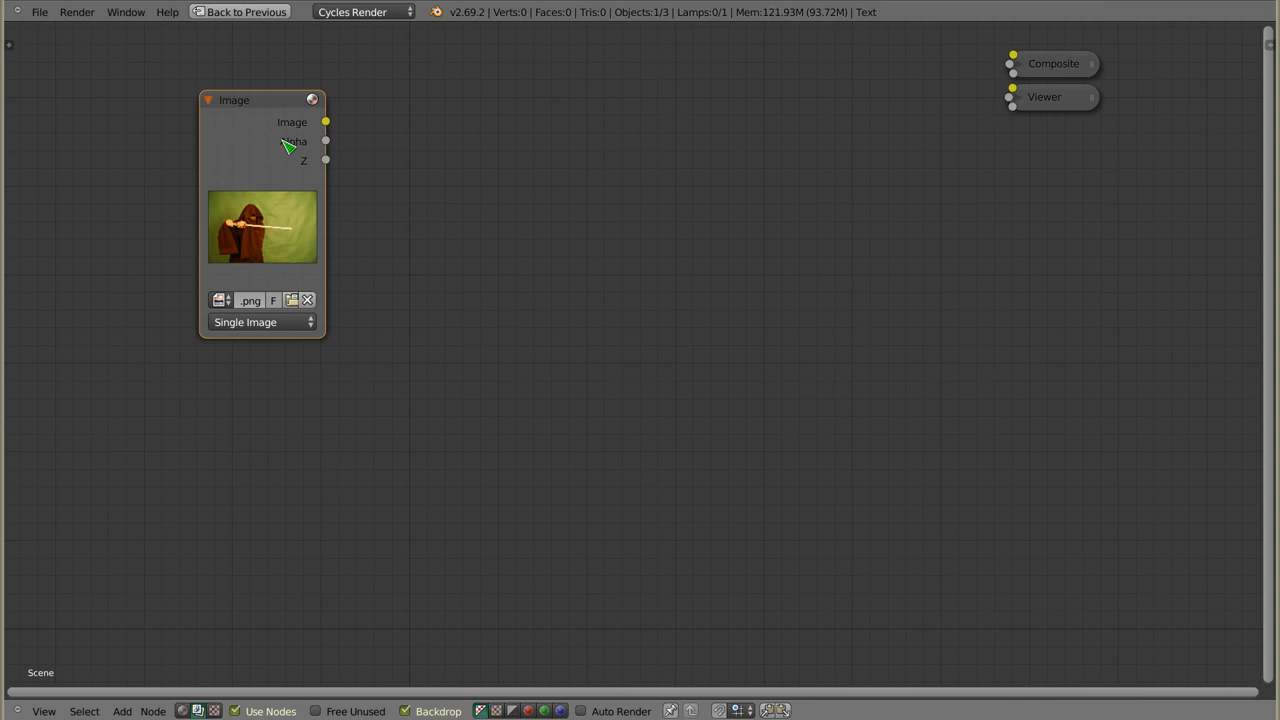 File Render Window Help Back to Previous Cycles Render v2.69.2 | Verts:0 | Faces:0 | Tris:0 | Objects:1/3 | Lamps:0/1 | Mem:121.93M (93.72M) | Text
Composite
Viewer
Image
Image
Alpha
Z
.png F
Single Image
Scene
View Select Add Node Use Nodes Free Unused Backdrop Auto Render